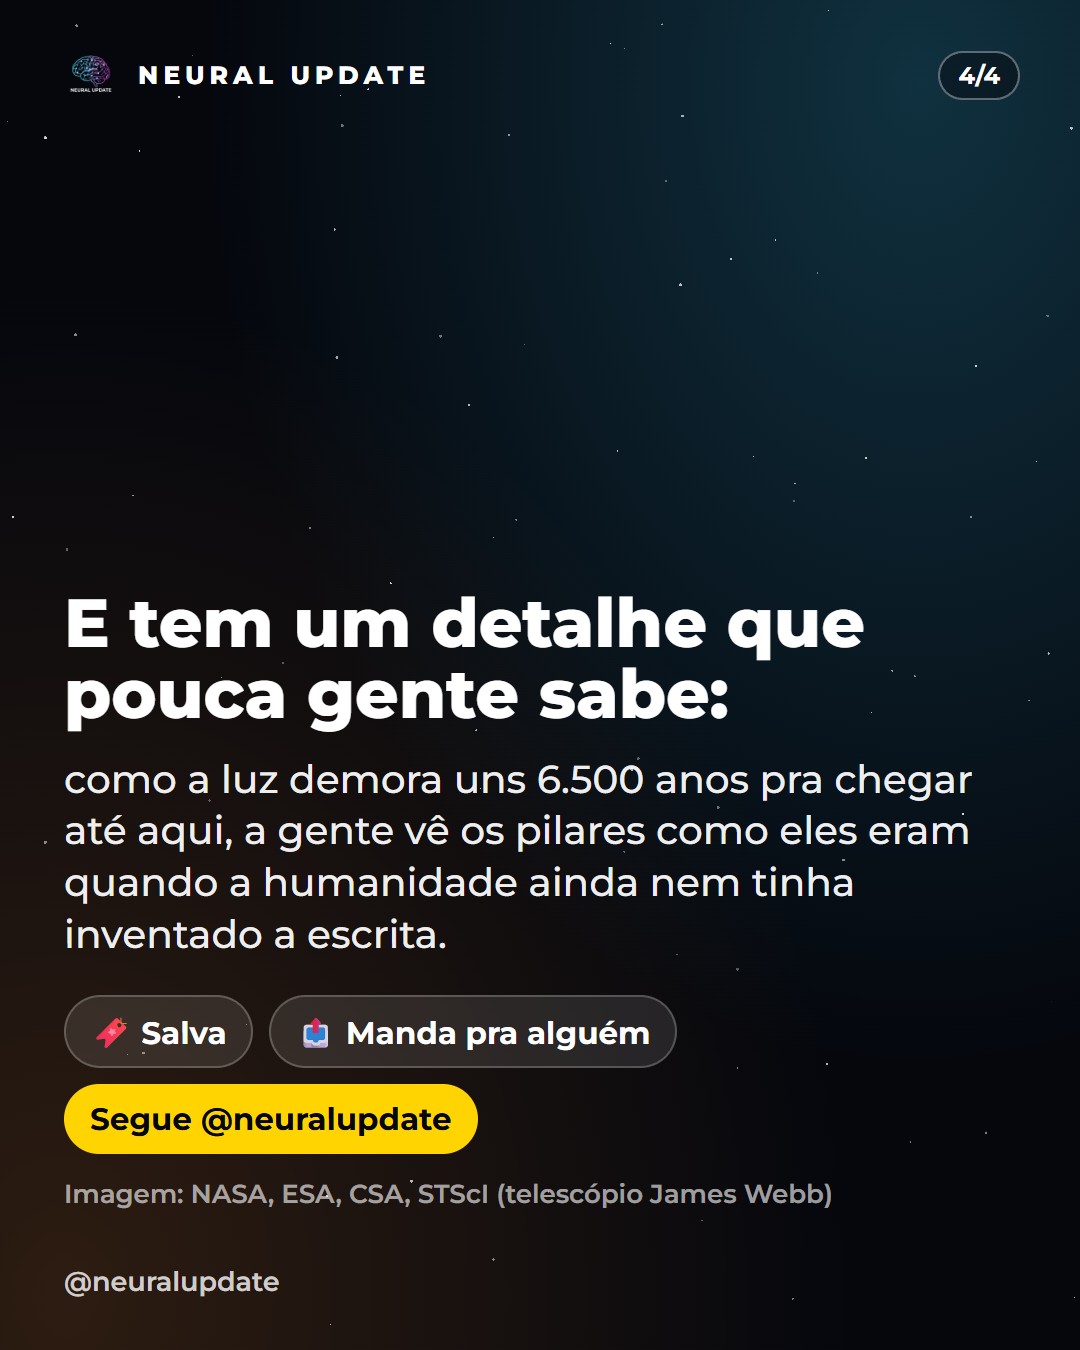 NEURAL UPDATE
NEURAL UPDATE
4/4
E tem um detalhe que
pouca gente sabe:
como a luz demora uns 6.500 anos pra chegar
até aqui, a gente vê os pilares como eles eram
quando a humanidade ainda nem tinha
inventado a escrita.
Salva
Manda pra alguém
Segue @neuralupdate
Imagem: NASA, ESA, CSA, STScI (telescópio James Webb)
@neuralupdate